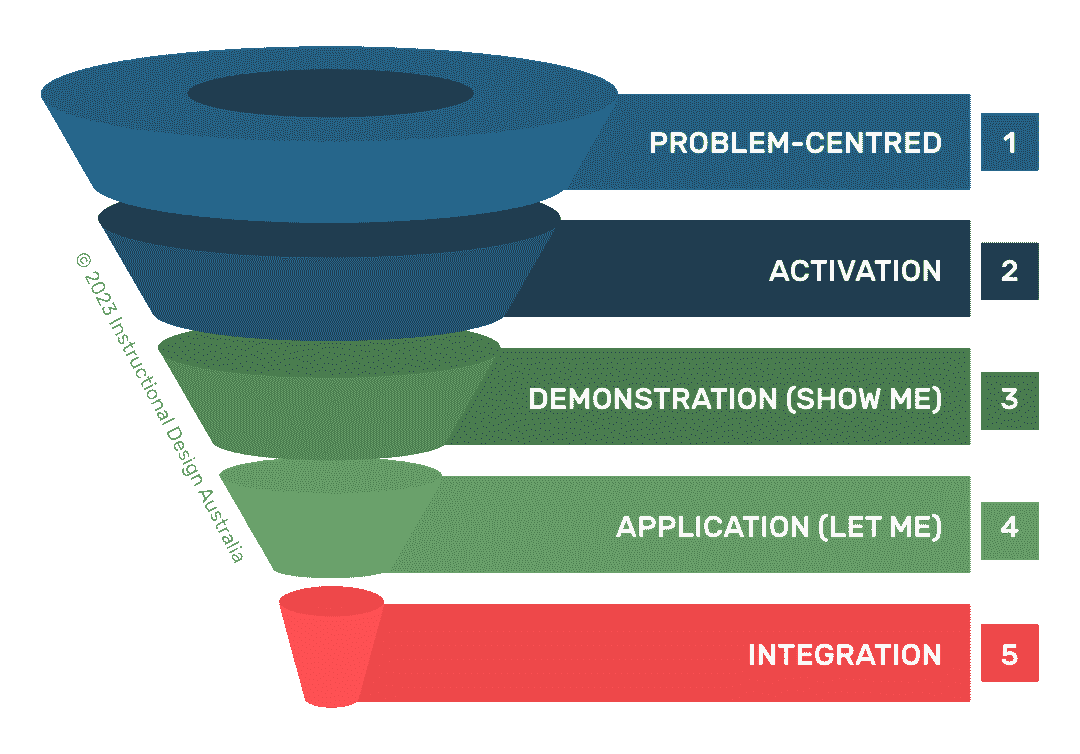 PROBLEM-CENTRED 1
ACTIVATION 2
DEMONSTRATION (SHOW ME) 3
APPLICATION (LET ME) 4
INTEGRATION 5
© 2023 Instructional Design Australia